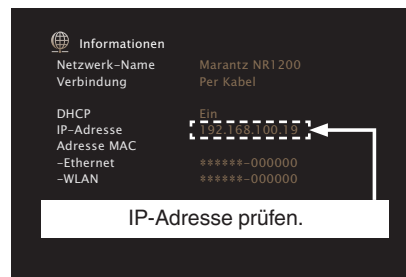 Informationen
Netzwerk-Name Marantz NR1200
Verbindung Per Kabel
DHCP Ein
IP-Adresse 192.168.100.19
Adresse MAC
-Ethernet ******-000000
-WLAN ******-000000
IP-Adresse prüfen.